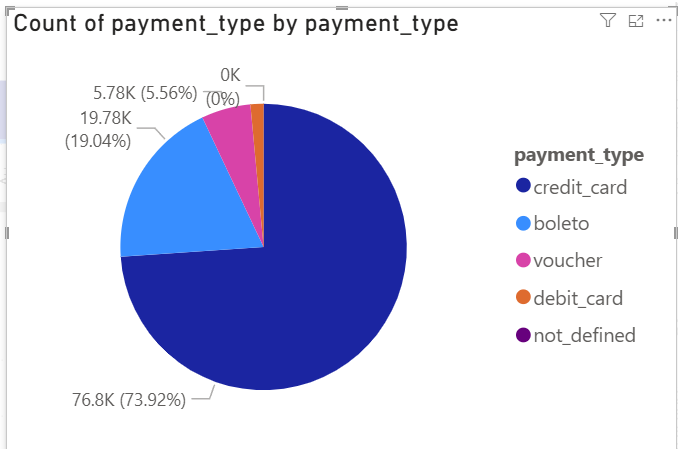 Count of payment_type by payment_type
0K
(0%)
5.78K (5.56%)
19.78K
(19.04%)
76.8K (73.92%)
payment_type
credit_card
boleto
voucher
debit_card
not_defined